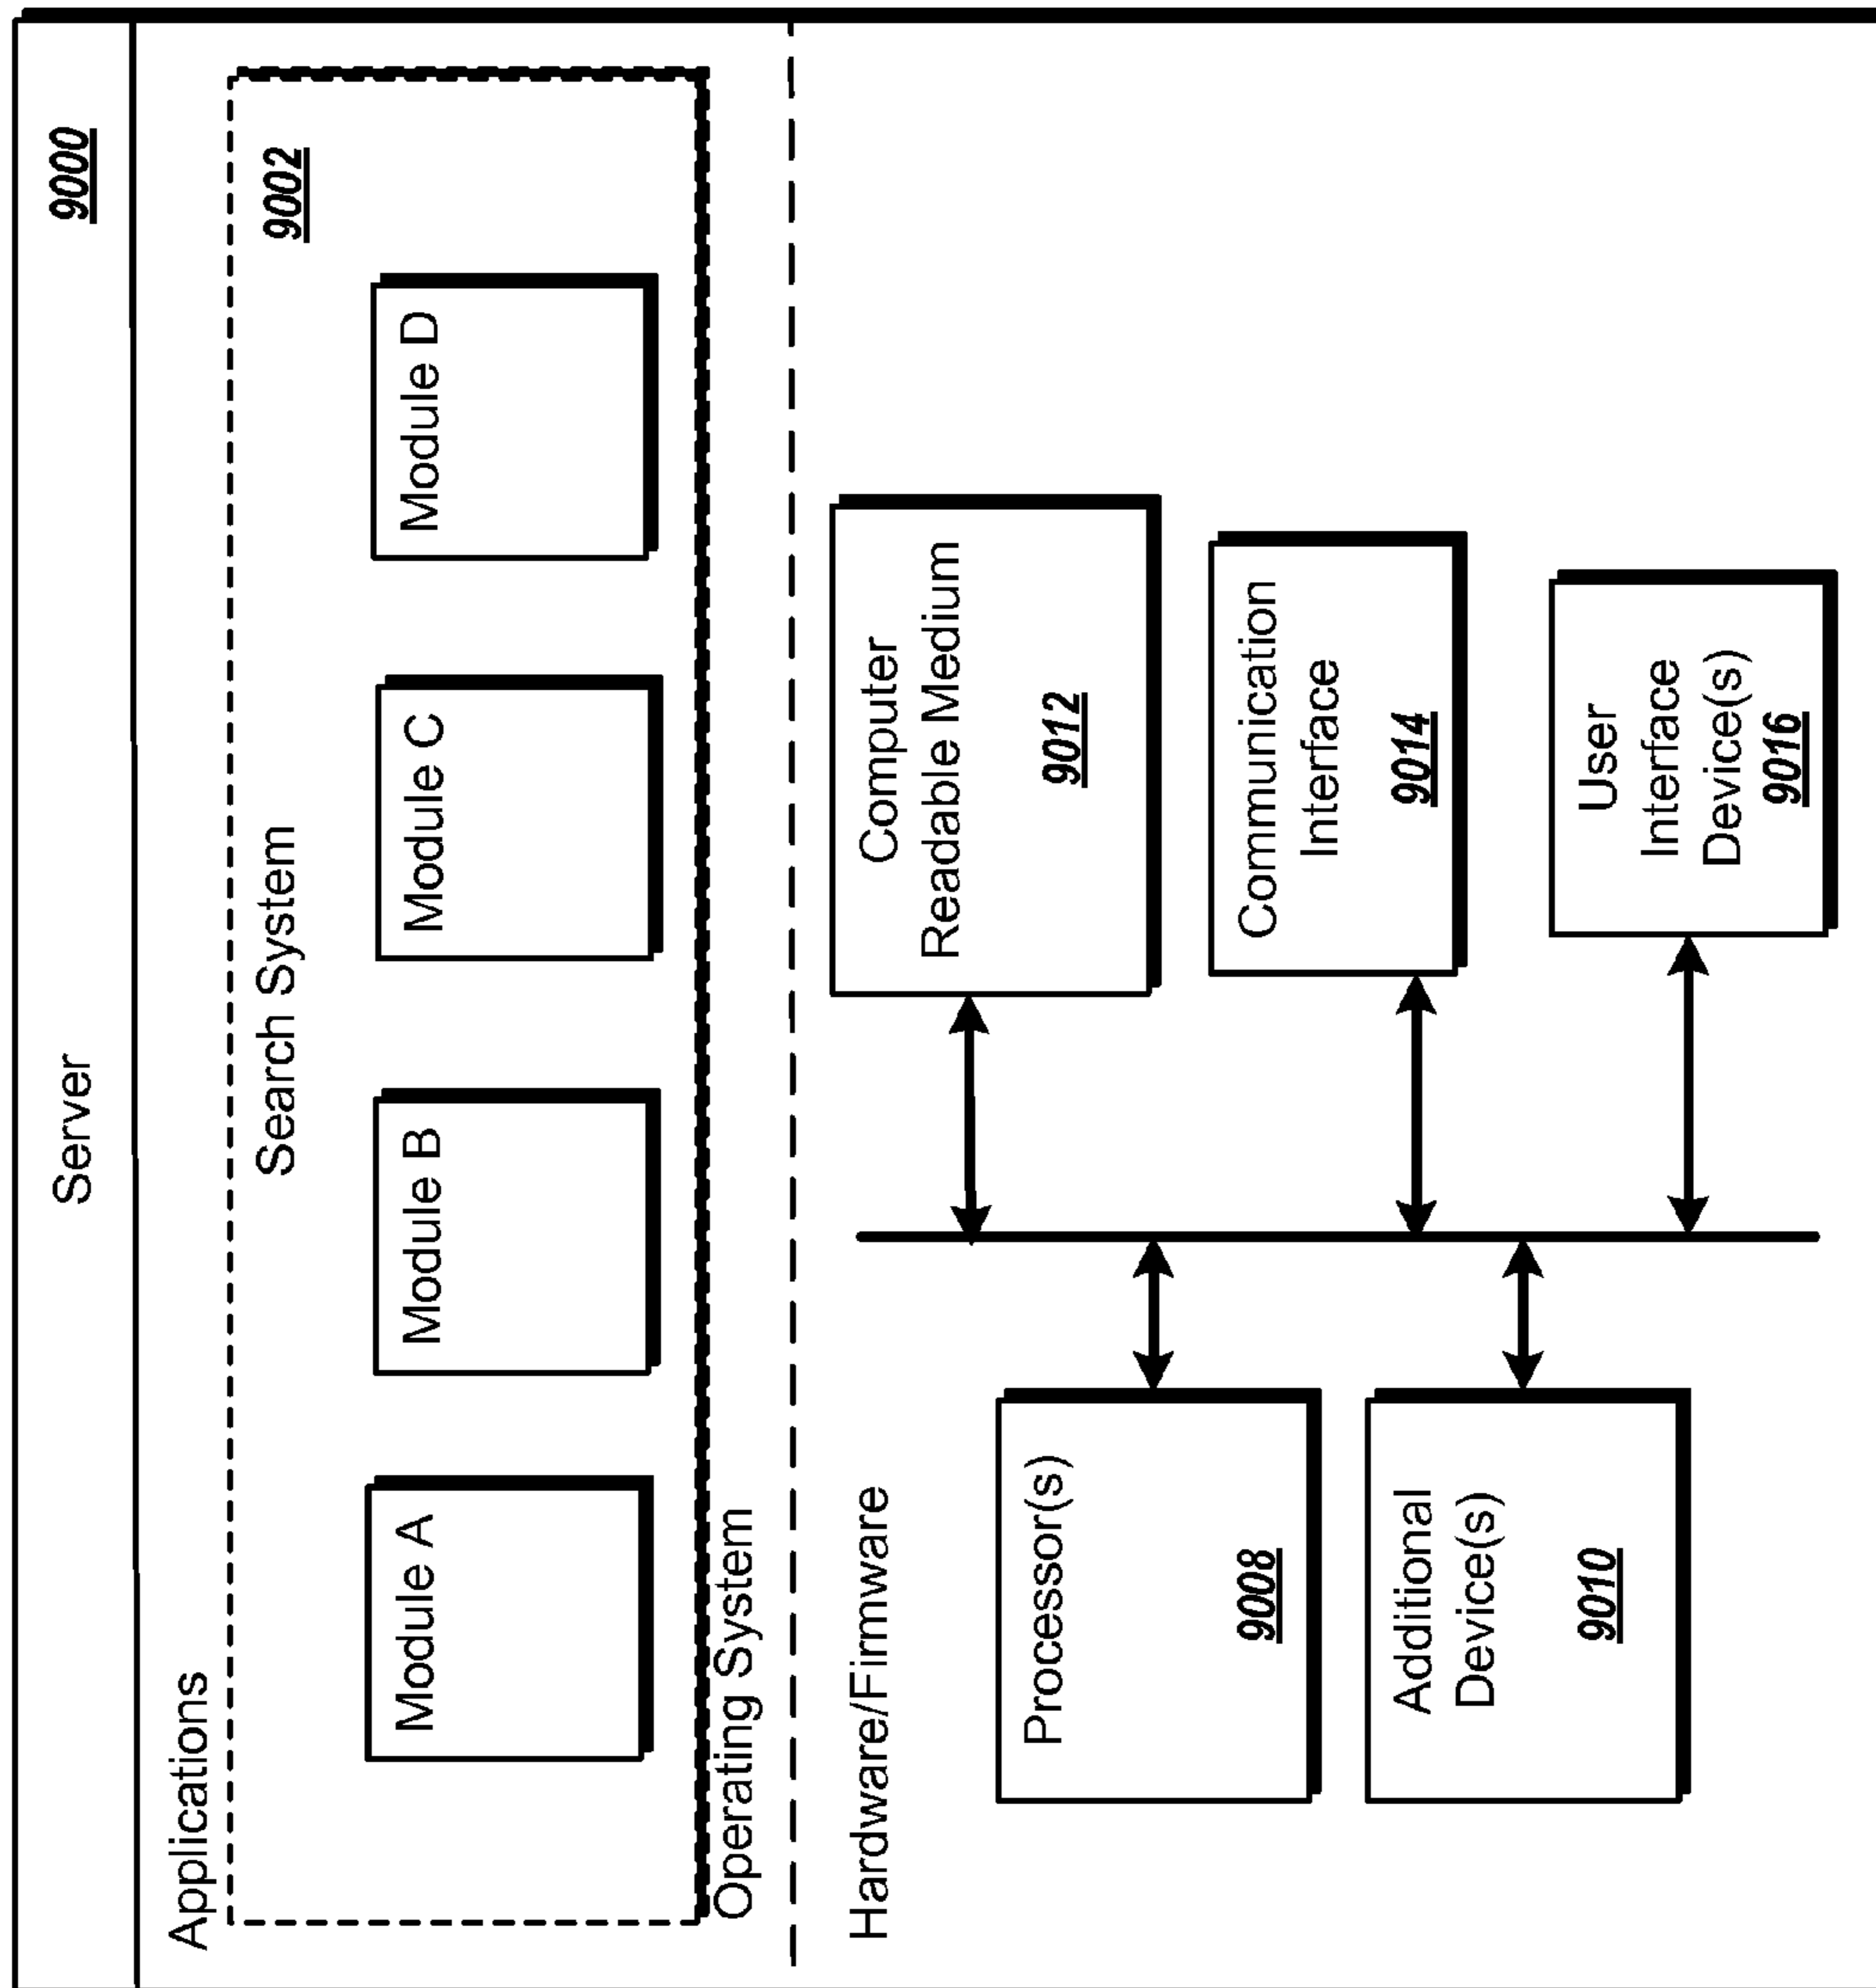 Server
9000
Applications
Search System
9002
Module A
Module B
Module C
Module D
Operating System
Hardware/Firmware
Processor(s)
9008
Additional
Device(s)
9010
Computer
Readable Medium
9012
Communication
Interface
9014
User
Interface
Device(s)
9016